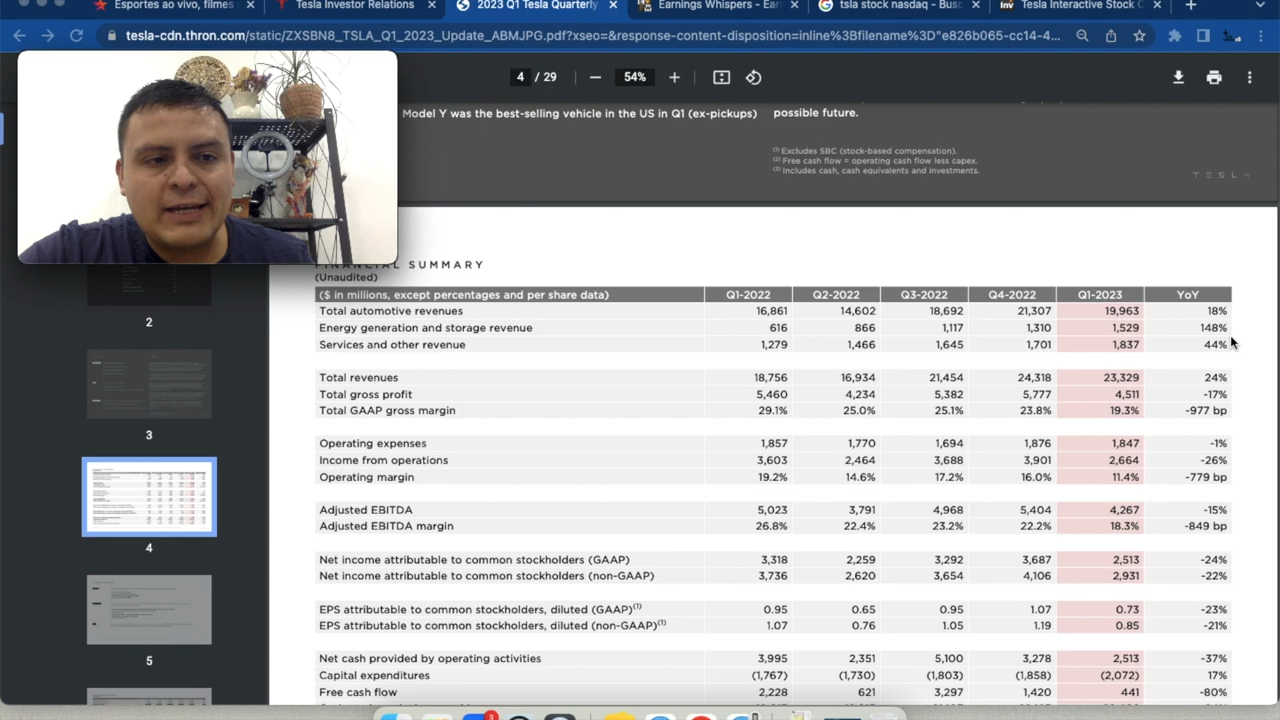 Esportes ao vivo, filmes
Tesla Investor Relations
2023 Q1 Tesla Quarterly
Earnings Whispers - Earn
tsla stock nasdaq - Busc
Tesla Interactive Stock C
tesla-cdn.thron.com/static/ZXSBN8_TSLA_Q1_2023_Update_ABMJPG.pdf?xseo=&response-content-disposition=inline%3Bfilename%3D"e826b065-cc14-4...
4 / 29 54%
Model Y was the best-selling vehicle in the US in Q1 (ex-pickups)
possible future.
(1) Excludes SBC (stock-based compensation).
(2) Free cash flow = operating cash flow less capex.
(3) Includes cash, cash equivalents and investments.
TESLA
2
3
4
5
FINANCIAL SUMMARY
(Unaudited)
($ in millions, except percentages and per share data) Q1-2022 Q2-2022 Q3-2022 Q4-2022 Q1-2023 YoY
Total automotive revenues 16,861 14,602 18,692 21,307 19,963 18%
Energy generation and storage revenue 616 866 1,117 1,310 1,529 148%
Services and other revenue 1,279 1,466 1,645 1,701 1,837 44%
Total revenues 18,756 16,934 21,454 24,318 23,329 24%
Total gross profit 5,460 4,234 5,382 5,777 4,511 -17%
Total GAAP gross margin 29.1% 25.0% 25.1% 23.8% 19.3% -977 bp
Operating expenses 1,857 1,770 1,694 1,876 1,847 -1%
Income from operations 3,603 2,464 3,688 3,901 2,664 -26%
Operating margin 19.2% 14.6% 17.2% 16.0% 11.4% -779 bp
Adjusted EBITDA 5,023 3,791 4,968 5,404 4,267 -15%
Adjusted EBITDA margin 26.8% 22.4% 23.2% 22.2% 18.3% -849 bp
Net income attributable to common stockholders (GAAP) 3,318 2,259 3,292 3,687 2,513 -24%
Net income attributable to common stockholders (non-GAAP) 3,736 2,620 3,654 4,106 2,931 -22%
EPS attributable to common stockholders, diluted (GAAP)(1) 0.95 0.65 0.95 1.07 0.73 -23%
EPS attributable to common stockholders, diluted (non-GAAP)(1) 1.07 0.76 1.05 1.19 0.85 -21%
Net cash provided by operating activities 3,995 2,351 5,100 3,278 2,513 -37%
Capital expenditures (1,767) (1,730) (1,803) (1,858) (2,072) 17%
Free cash flow 2,228 621 3,297 1,420 441 -80%